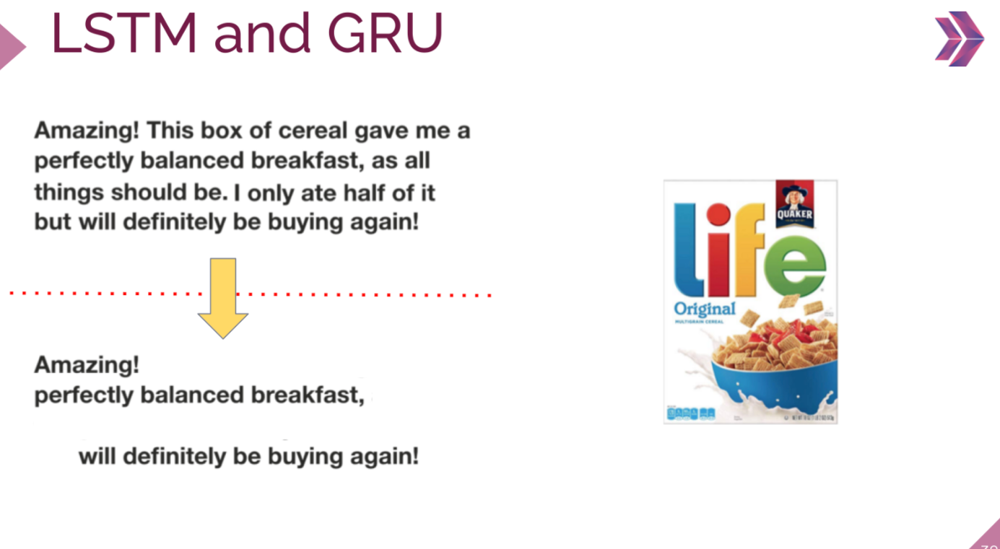 LSTM and GRU
Amazing! This box of cereal gave me a
perfectly balanced breakfast, as all
things should be. I only ate half of it
but will definitely be buying again!
Amazing!
perfectly balanced breakfast,
will definitely be buying again!
QUAKER
life
Original
MULTIGRAIN CEREAL